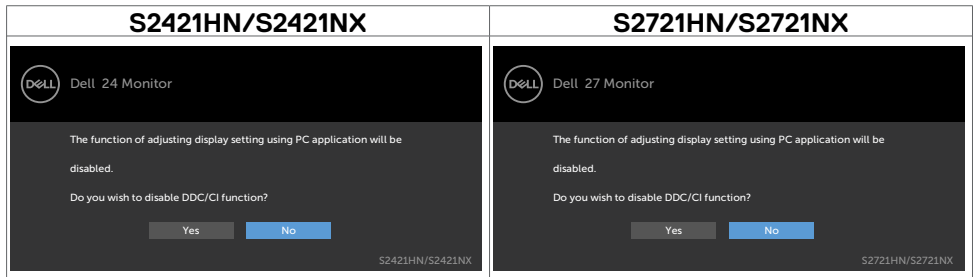 S2421HN/S2421NX
S2721HN/S2721NX
DELL Dell 24 Monitor
The function of adjusting display setting using PC application will be
disabled.
Do you wish to disable DDC/CI function?
Yes No
S2421HN/S2421NX
DELL Dell 27 Monitor
The function of adjusting display setting using PC application will be
disabled.
Do you wish to disable DDC/CI function?
Yes No
S2721HN/S2721NX